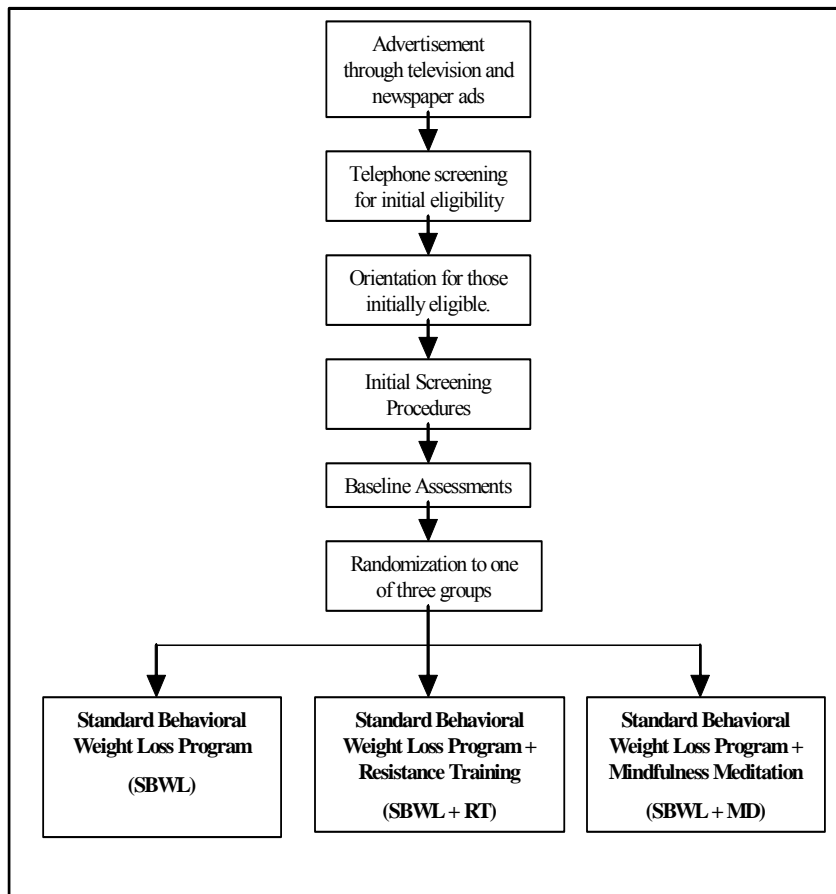 Advertisement
through television and
newspaper ads
Telephone screening
for initial eligibility
Orientation for those
initially eligible.
Initial Screening
Procedures
Baseline Assessments
Randomization to one
of three groups
Standard Behavioral
Weight Loss Program
(SBWL)
Standard Behavioral
Weight Loss Program +
Resistance Training
(SBWL + RT)
Standard Behavioral
Weight Loss Program +
Mindfulness Meditation
(SBWL + MD)